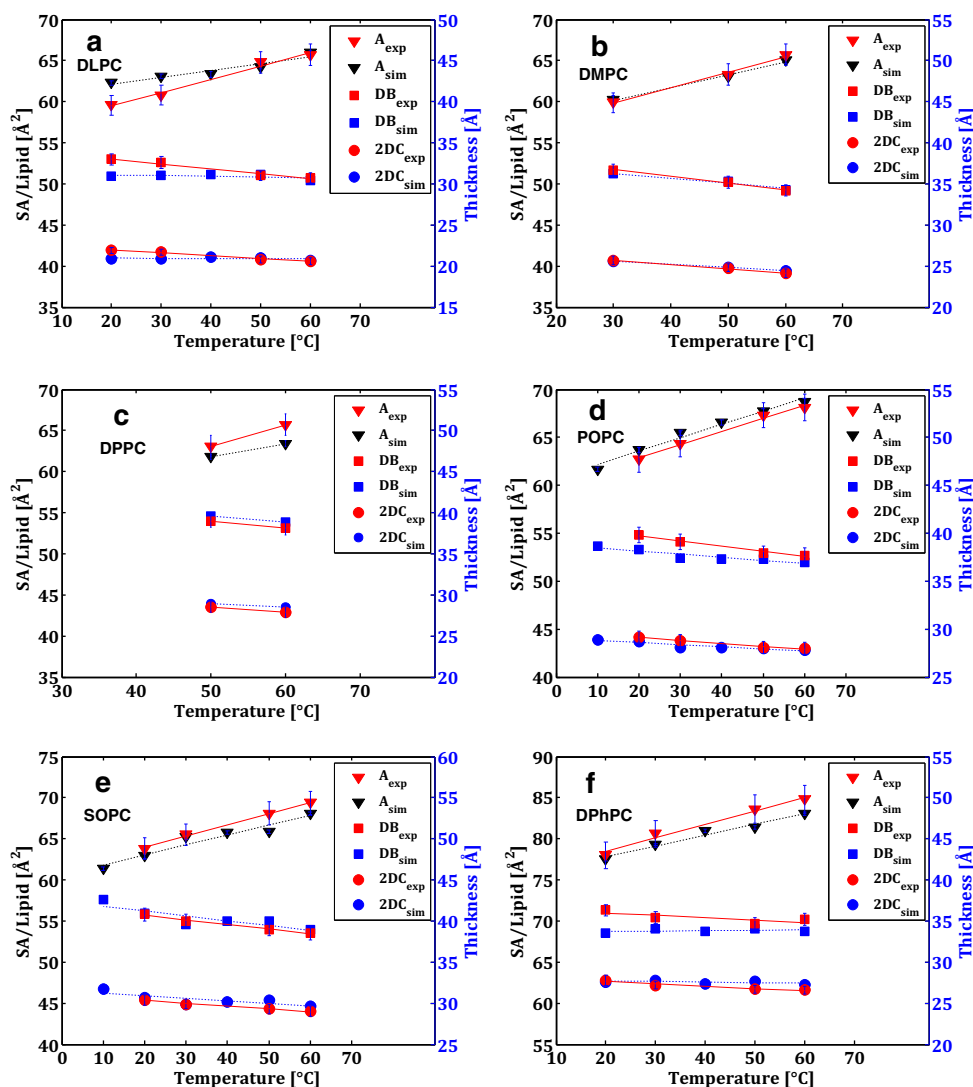 a
DLPC
SA/Lipid [Å²]
70
65
60
55
50
45
40
35
10 20 30 40 50 60 70
Temperature [°C]
50
45
40
35
30
25
20
15
10
Thickness [Å]
A_exp
A_sim
DB_exp
DB_sim
2DC_exp
2DC_sim
b
DMPC
SA/Lipid [Å²]
70
65
60
55
50
45
40
35
20 30 40 50 60 70
Temperature [°C]
55
50
45
40
35
30
25
20
Thickness [Å]
A_exp
A_sim
DB_exp
DB_sim
2DC_exp
2DC_sim
c
DPPC
SA/Lipid [Å²]
70
65
60
55
50
45
40
35
30 40 50 60 70
Temperature [°C]
55
50
45
40
35
30
25
20
Thickness [Å]
A_exp
A_sim
DB_exp
DB_sim
2DC_exp
2DC_sim
d
POPC
SA/Lipid [Å²]
70
65
60
55
50
45
40
0 10 20 30 40 50 60 70
Temperature [°C]
55
50
45
40
35
30
25
Thickness [Å]
A_exp
A_sim
DB_exp
DB_sim
2DC_exp
2DC_sim
e
SOPC
SA/Lipid [Å²]
75
70
65
60
55
50
45
40
0 10 20 30 40 50 60 70
Temperature [°C]
60
55
50
45
40
35
30
25
Thickness [Å]
A_exp
A_sim
DB_exp
DB_sim
2DC_exp
2DC_sim
f
DPhPC
SA/Lipid [Å²]
90
85
80
75
70
65
60
55
10 20 30 40 50 60 70
Temperature [°C]
55
50
45
40
35
30
25
20
Thickness [Å]
A_exp
A_sim
DB_exp
DB_sim
2DC_exp
2DC_sim